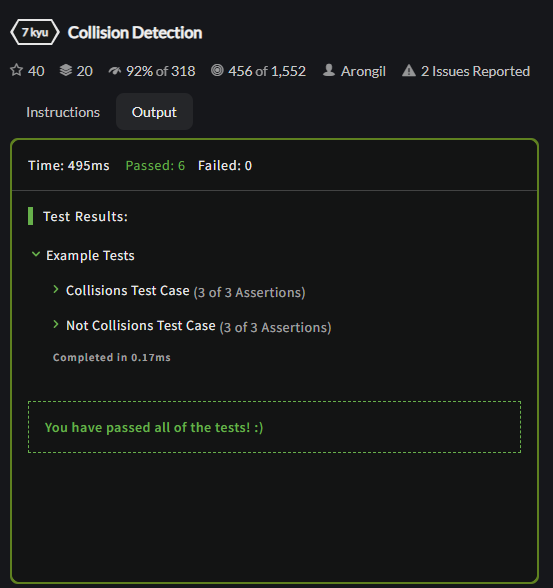 7 kyu Collision Detection
40 20 92% of 318 456 of 1,552 Arongil 2 Issues Reported
Instructions Output
Time: 495ms Passed: 6 Failed: 0
Test Results:
Example Tests
Collisions Test Case (3 of 3 Assertions)
Not Collisions Test Case (3 of 3 Assertions)
Completed in 0.17ms
You have passed all of the tests! :)